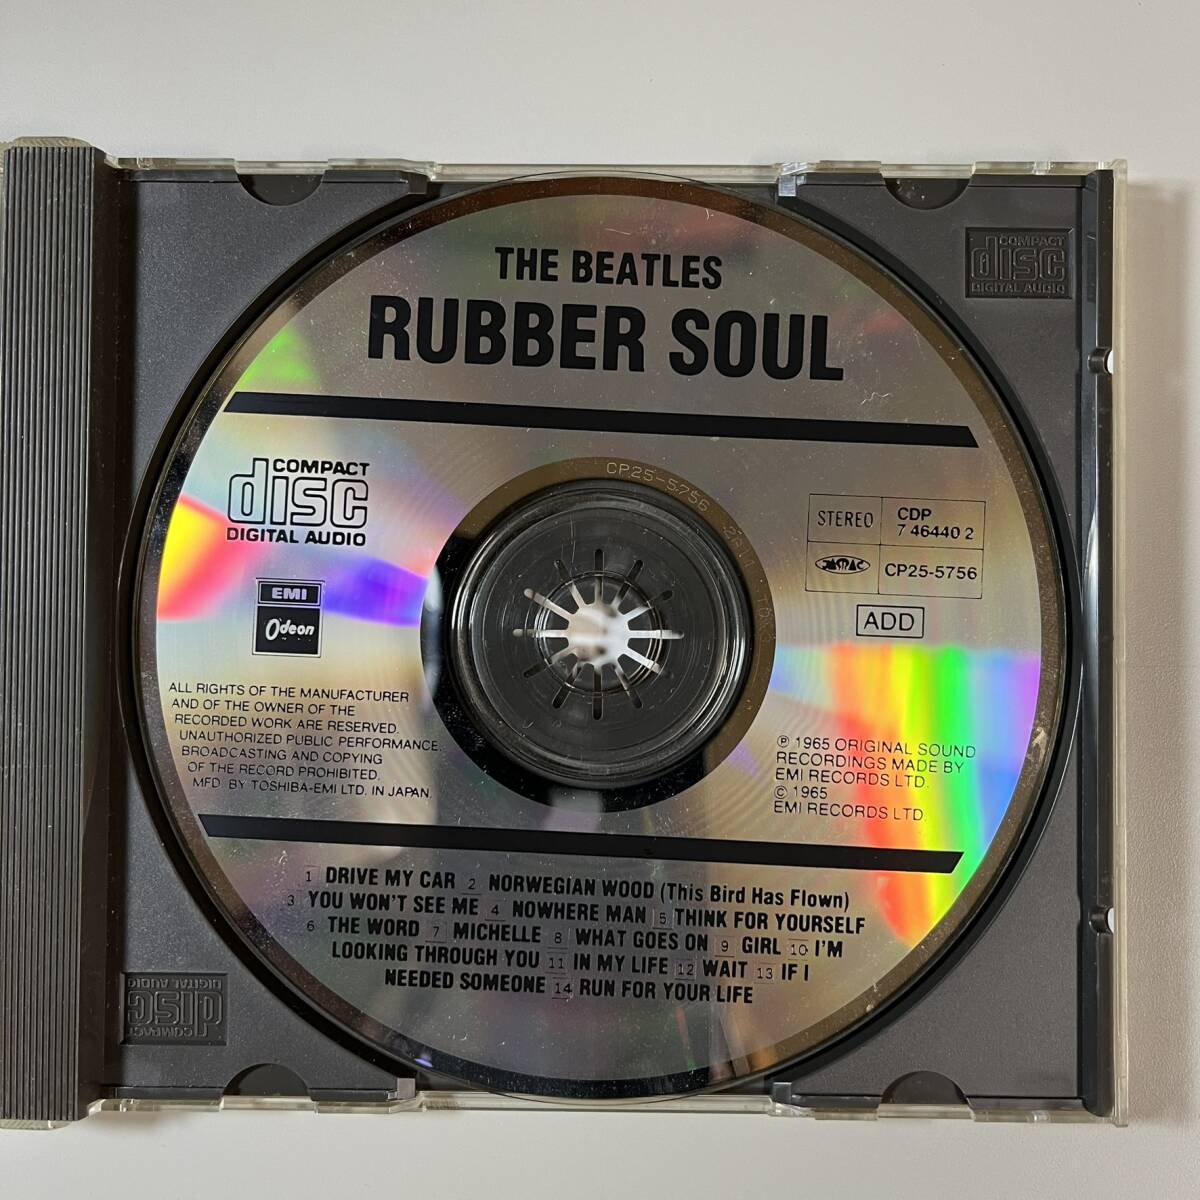 THE BEATLES
RUBBER SOUL
COMPACT
disc
DIGITAL AUDIO
COMPACT
disc
DIGITAL AUDIO
CP25-5756
STEREO
CDP
7 46440 2
JASRAC
CP25-5756
ADD
EMI
Odeon
ALL RIGHTS OF THE MANUFACTURER
AND OF THE OWNER OF THE
RECORDED WORK ARE RESERVED.
UNAUTHORIZED PUBLIC PERFORMANCE.
BROADCASTING AND COPYING
OF THE RECORD PROHIBITED.
MFD. BY TOSHIBA-EMI LTD. IN JAPAN.
℗ 1965 ORIGINAL SOUND
RECORDINGS MADE BY
EMI RECORDS LTD.
© 1965
EMI RECORDS LTD.
1 DRIVE MY CAR 2 NORWEGIAN WOOD (This Bird Has Flown)
3 YOU WON'T SEE ME 4 NOWHERE MAN 5 THINK FOR YOURSELF
6 THE WORD 7 MICHELLE 8 WHAT GOES ON 9 GIRL 10 I'M
LOOKING THROUGH YOU 11 IN MY LIFE 12 WAIT 13 IF I
NEEDED SOMEONE 14 RUN FOR YOUR LIFE
COMPACT
disc
DIGITAL AUDIO